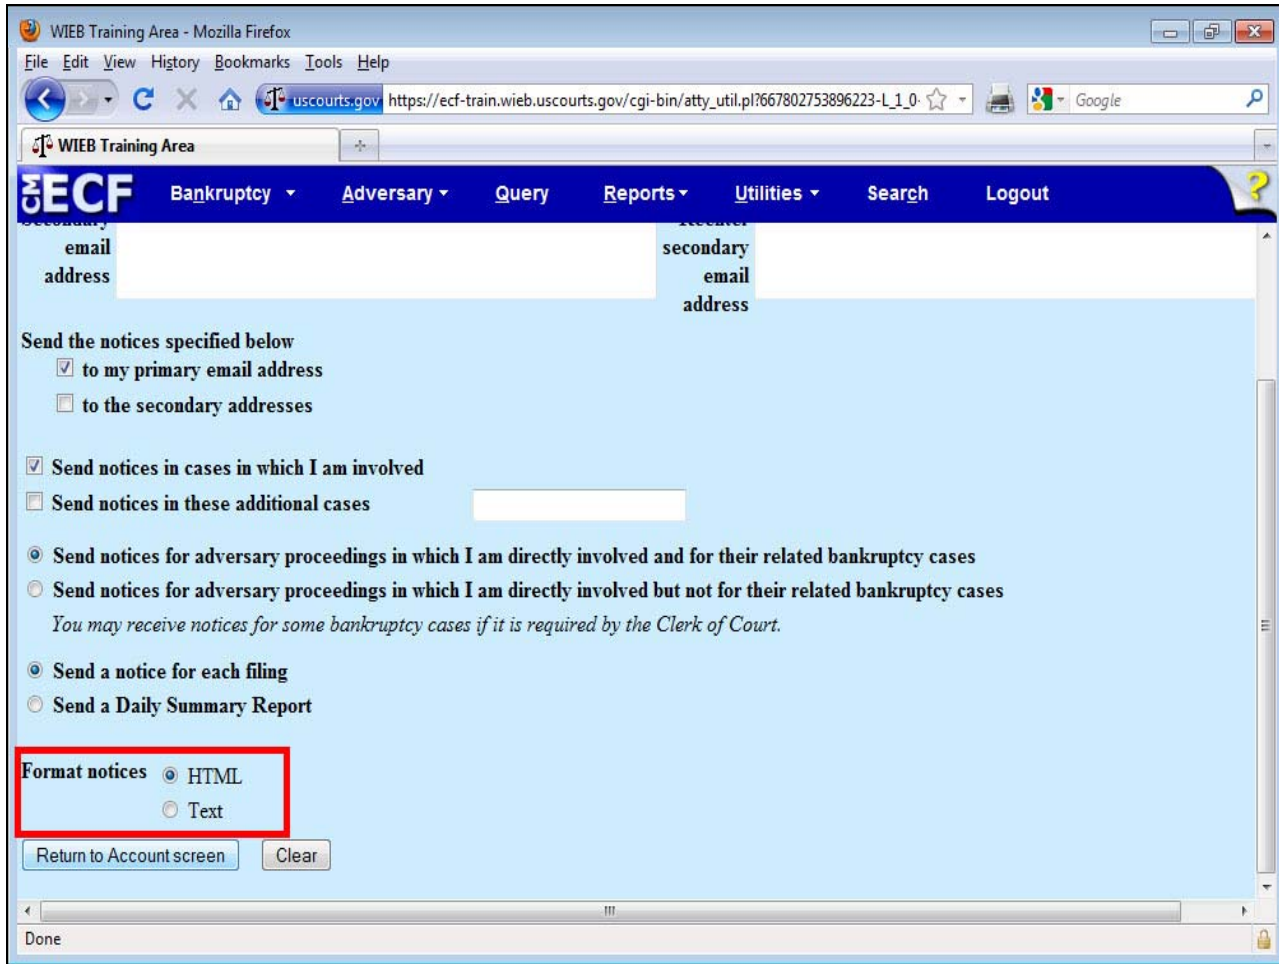 WIEB Training Area - Mozilla Firefox
File Edit View History Bookmarks Tools Help
uscourts.gov https://ecf-train.wieb.uscourts.gov/cgi-bin/atty_util.pl?667802753896223-L_1_0- Google
WIEB Training Area
CM ECF Bankruptcy Adversary Query Reports Utilities Search Logout ?
Secondary email address
Reenter secondary email address
Send the notices specified below
to my primary email address
to the secondary addresses
Send notices in cases in which I am involved
Send notices in these additional cases
Send notices for adversary proceedings in which I am directly involved and for their related bankruptcy cases
Send notices for adversary proceedings in which I am directly involved but not for their related bankruptcy cases
You may receive notices for some bankruptcy cases if it is required by the Clerk of Court.
Send a notice for each filing
Send a Daily Summary Report
Format notices HTML
Text
Return to Account screen Clear
Done